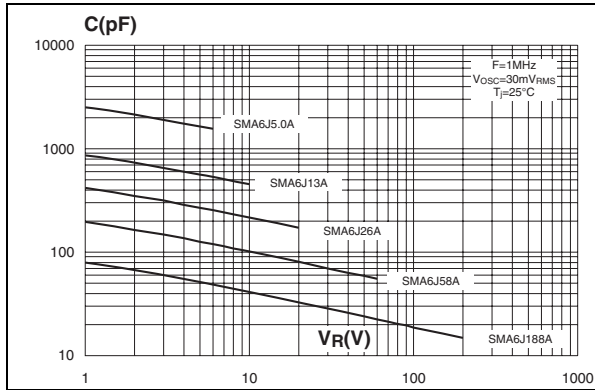 C(pF)
10000
F=1MHz
VOSC=30mVRMS
Tj=25°C
SMA6J5.0A
1000
SMA6J13A
SMA6J26A
100
SMA6J58A
VR(V)
SMA6J188A
10
1 10 100 1000